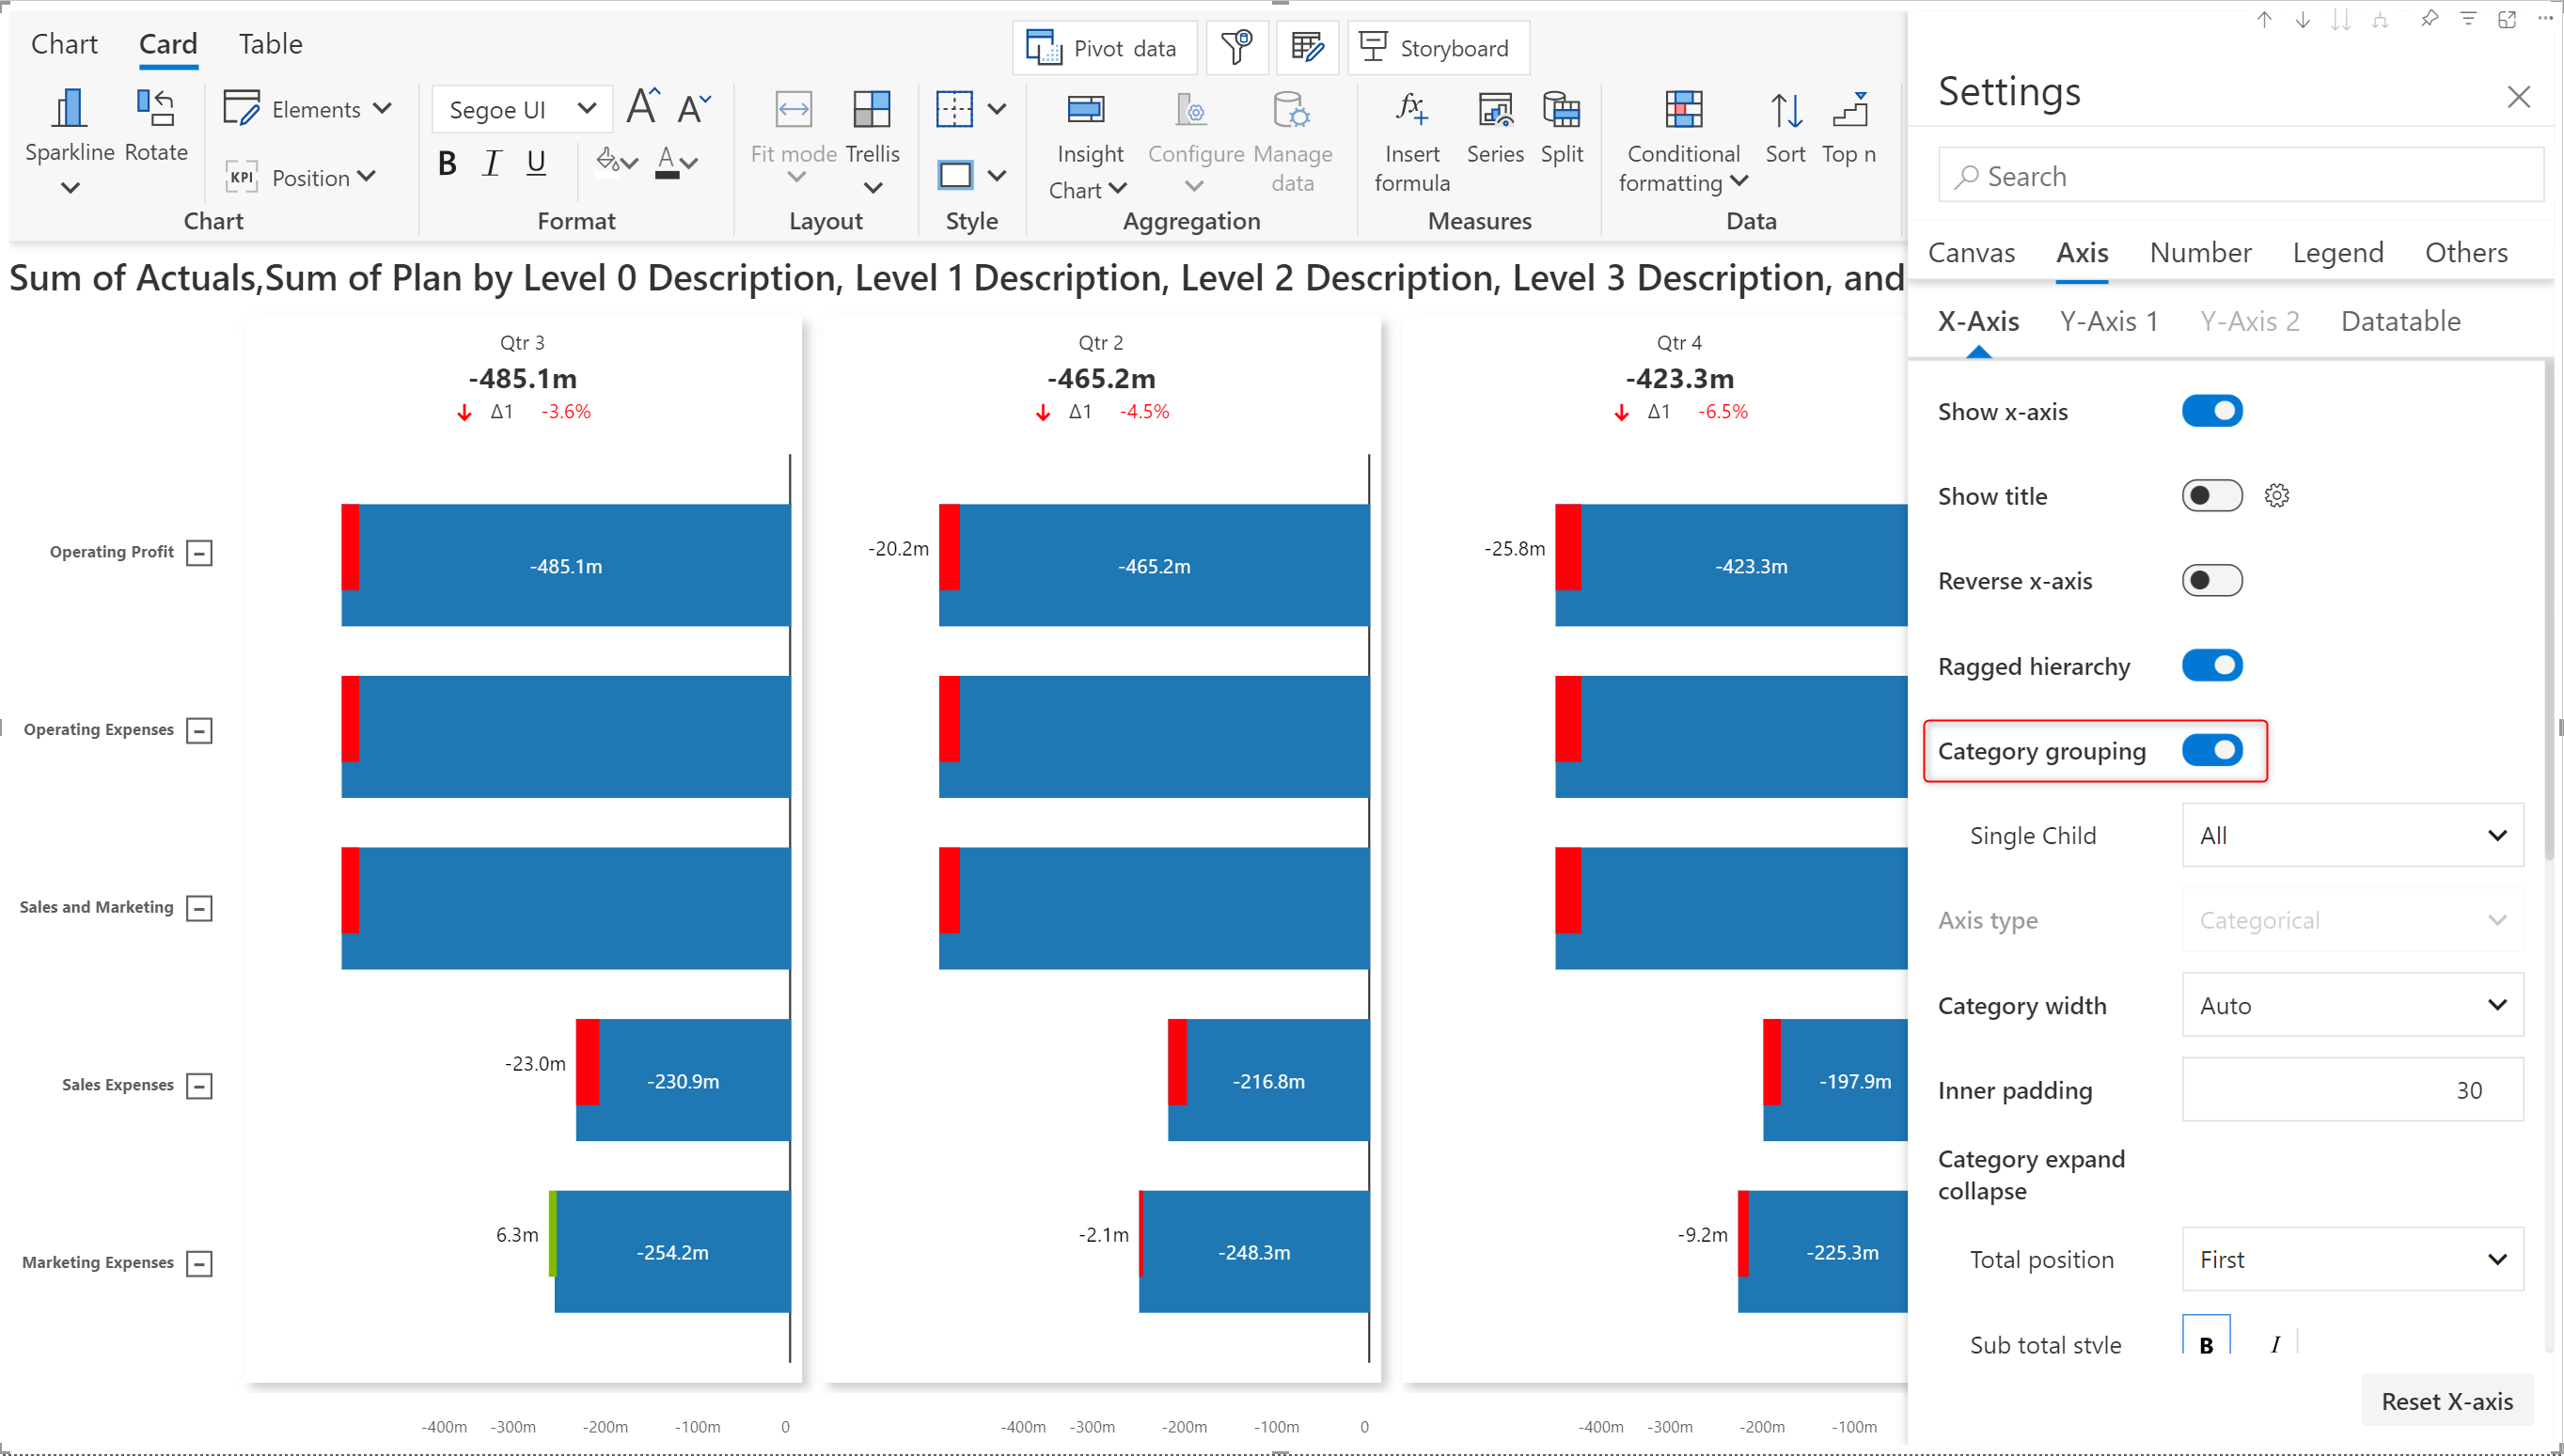 Chart Card Table
Pivot data Storyboard
Sparkline Rotate Elements
KPI Position
Chart
Segoe UI A A
B I U A
Format
Fit mode Trellis
Layout
Style
Insight
Chart
Configure
Manage
data
Aggregation
fx
Insert
formula
Series Split
Measures
Conditional
formatting
Sort Top n
Data
Sum of Actuals,Sum of Plan by Level 0 Description, Level 1 Description, Level 2 Description, Level 3 Description, and
Qtr 3
-485.1m
Δ1 -3.6%
Qtr 2
-465.2m
Δ1 -4.5%
Qtr 4
-423.3m
Δ1 -6.5%
Operating Profit -485.1m -20.2m -465.2m -25.8m -423.3m
Operating Expenses
Sales and Marketing
Sales Expenses -23.0m -230.9m -216.8m -197.9m
Marketing Expenses 6.3m -254.2m -2.1m -248.3m -9.2m -225.3m
-400m -300m -200m -100m 0 -400m -300m -200m -100m 0 -400m -300m -200m -100m
Settings
Search
Canvas Axis Number Legend Others
X-Axis Y-Axis 1 Y-Axis 2 Datatable
Show x-axis
Show title
Reverse x-axis
Ragged hierarchy
Category grouping
Single Child All
Axis type Categorical
Category width Auto
Inner padding 30
Category expand
collapse
Total position First
Sub total style B I
Reset X-axis